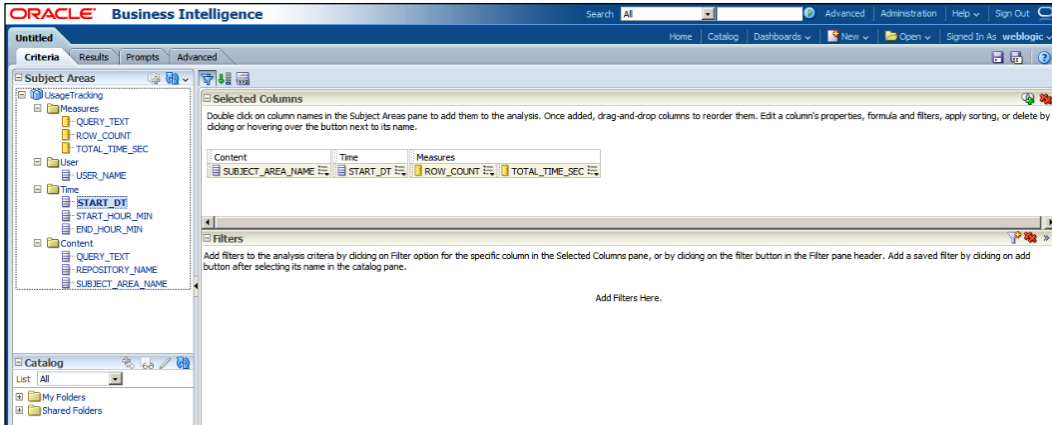 ORACLE Business Intelligence
Search All Advanced Administration Help Sign Out
Untitled
Home Catalog Dashboards New Open Signed In As weblogic
Criteria Results Prompts Advanced
Subject Areas
UsageTracking
Measures
QUERY_TEXT
ROW_COUNT
TOTAL_TIME_SEC
User
USER_NAME
Time
START_DT
START_HOUR_MIN
END_HOUR_MIN
Content
QUERY_TEXT
REPOSITORY_NAME
SUBJECT_AREA_NAME
Catalog
List All
My Folders
Shared Folders
Selected Columns
Double click on column names in the Subject Areas pane to add them to the analysis. Once added, drag-and-drop columns to reorder them. Edit a column's properties, formula and filters, apply sorting, or delete by
clicking or hovering over the button next to its name.
Content Time Measures
SUBJECT_AREA_NAME START_DT ROW_COUNT TOTAL_TIME_SEC
Filters
Add filters to the analysis criteria by clicking on Filter option for the specific column in the Selected Columns pane, or by clicking on the filter button in the Filter pane header. Add a saved filter by clicking on add
button after selecting its name in the catalog pane.
Add Filters Here.